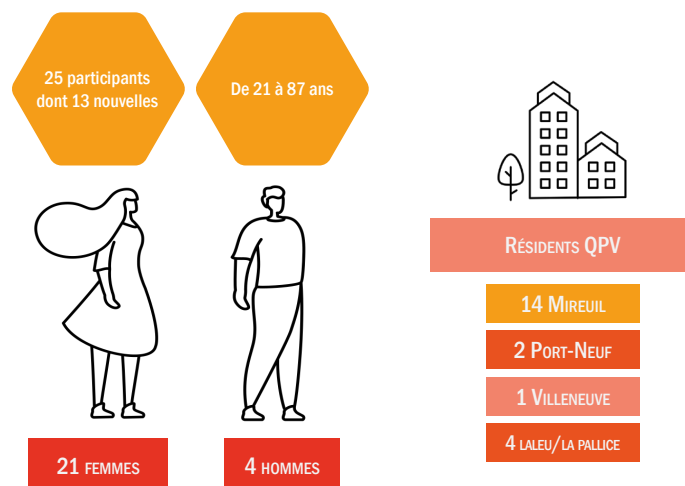 25 participants
dont 13 nouvelles
De 21 à 87 ans
21 FEMMES
4 HOMMES
RÉSIDENTS QPV
14 MIREUIL
2 PORT-NEUF
1 VILLENEUVE
4 LALEU/LA PALLICE